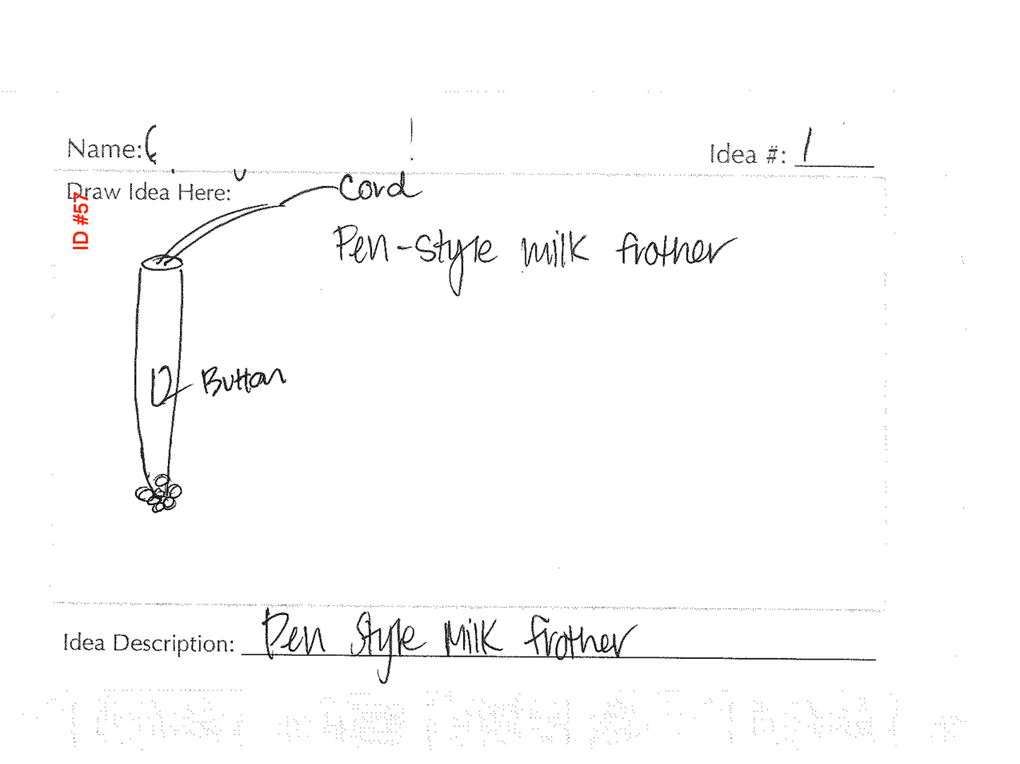 Name:
Idea #: 1
Draw Idea Here:
ID #57
Cord
Pen-style milk frother
Button
Idea Description: Pen Style Milk frother